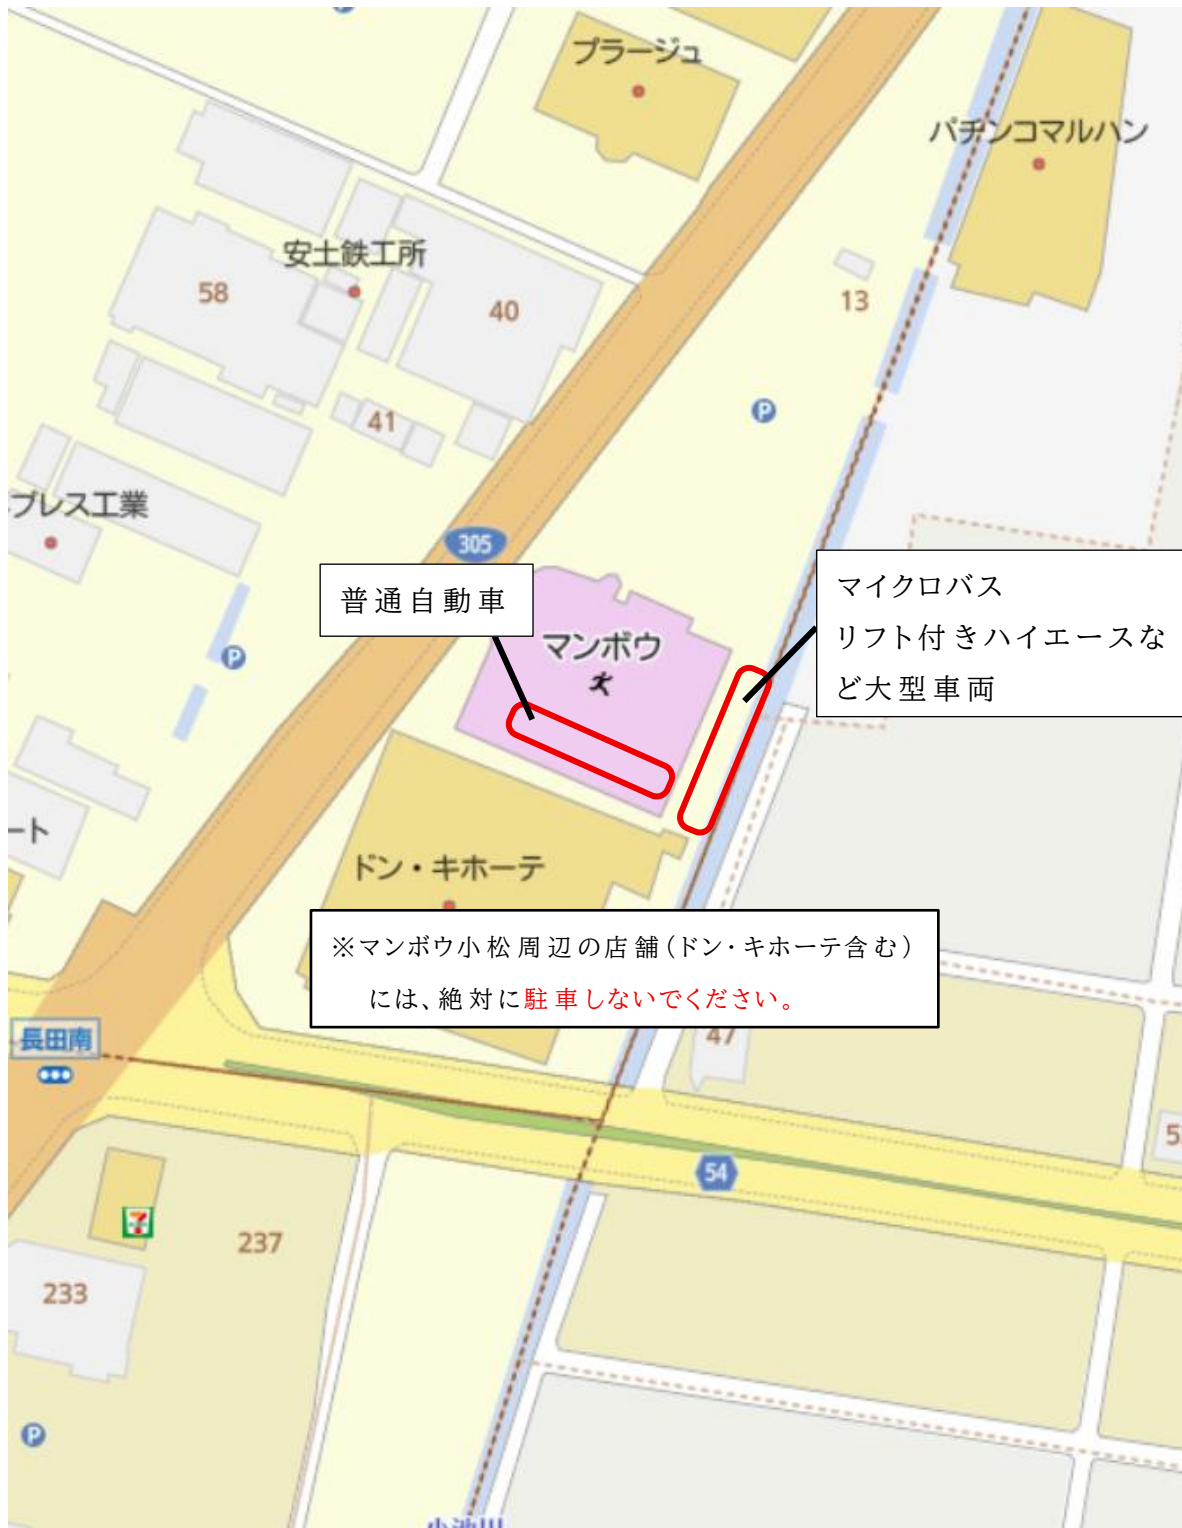 プラージュ
パチンコマルハン
安土鉄工所
58
40
13
41
P
プレス工業
305
普通自動車
マイクロバス
リフト付きハイエースな
ど大型車両
マンボウ
P
ート
ドン・キホーテ
※マンボウ小松周辺の店舗(ドン・キホーテ含む)
には、絶対に駐車しないでください。
長田南
47
54
7
237
233
P